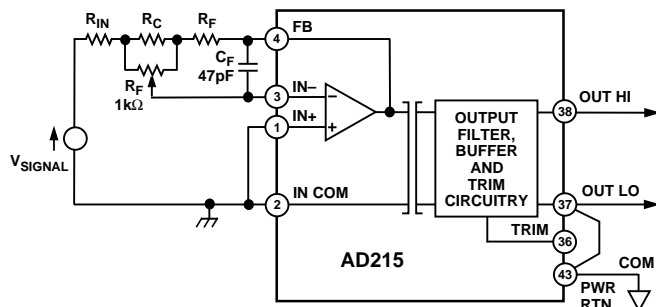 R_IN
R_C
R_F
R_F
1kΩ
C_F
47pF
V_SIGNAL
4
FB
3
IN–
1
IN+
2
IN COM
–
+
OUTPUT
FILTER,
BUFFER
AND
TRIM
CIRCUITRY
38
OUT HI
37
OUT LO
TRIM
36
43
COM
PWR
RTN
AD215